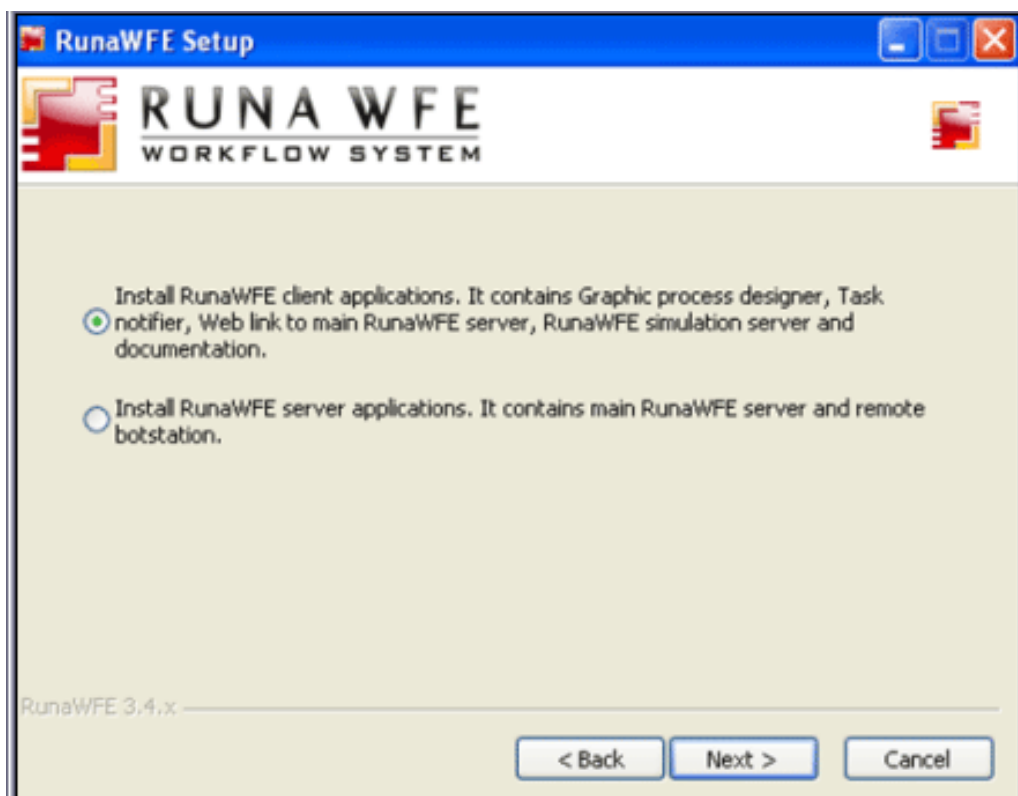 RunaWFE Setup
RUNA WFE
WORKFLOW SYSTEM
Install RunaWFE client applications. It contains Graphic process designer, Task
notifier, Web link to main RunaWFE server, RunaWFE simulation server and
documentation.
Install RunaWFE server applications. It contains main RunaWFE server and remote
botstation.
RunaWFE 3.4.x
< Back
Next >
Cancel